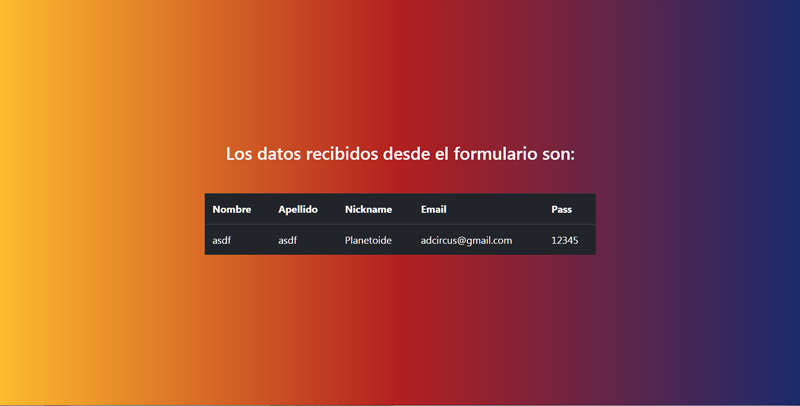 Los datos recibidos desde el formulario son:
Nombre Apellido Nickname Email Pass
asdf asdf Planetoide adcircus@gmail.com 12345